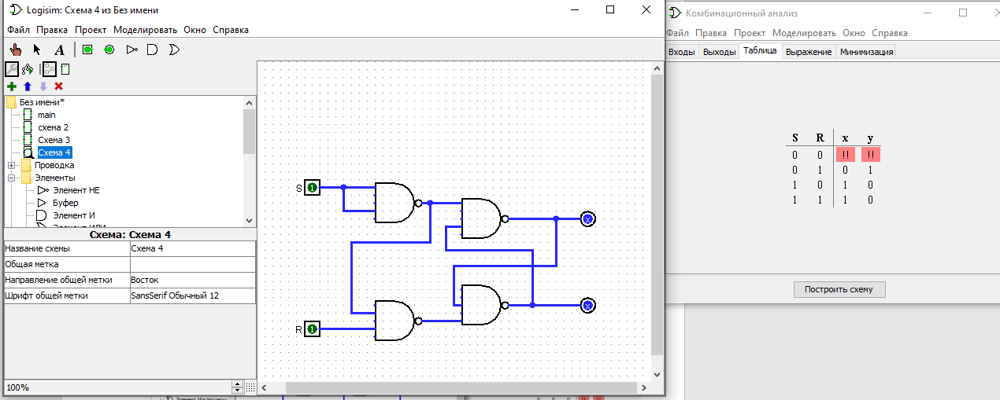 Logisim: Схема 4 из Без имени
Файл Правка Проект Моделировать Окно Справка
A
Без имени*
main
схема 2
Схема 3
Схема 4
Проводка
Элементы
Элемент НЕ
Буфер
Элемент И
Элемент ИЛИ
Схема: Схема 4
Название схемы Схема 4
Общая метка
Направление общей метки Восток
Шрифт общей метки SansSerif Обычный 12
100%
S 1
x
R 1
x
Комбинационный анализ
Файл Правка Проект Моделировать Окно Справка
Входы Выходы Таблица Выражение Минимизация
S R x y
0 0 !! !!
0 1 0 1
1 0 1 0
1 1 1 0
Построить схему